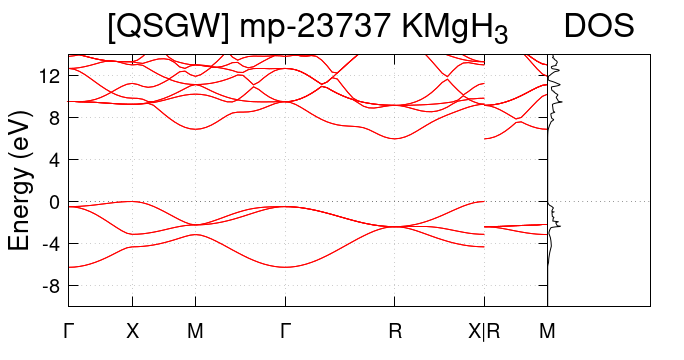 [QSGW] mp-23737 KMgH₃ DOS
Energy (eV)
12
8
4
0
-4
-8
Γ X M Γ R X|R M